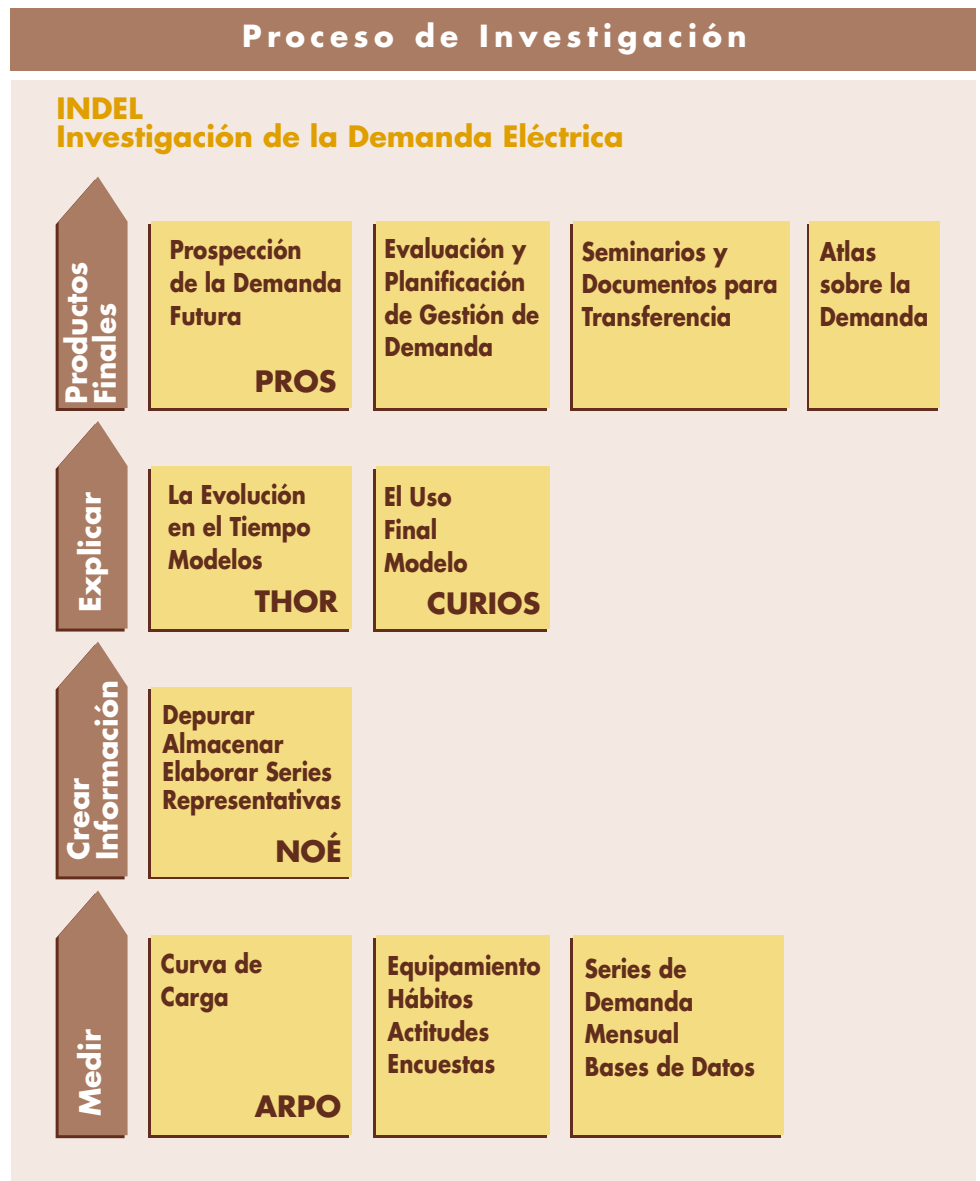 Proceso de Investigación
INDEL
Investigación de la Demanda Eléctrica
Productos
Finales
Prospección
de la Demanda
Futura
PROS
Evaluación y
Planificación
de Gestión de
Demanda
Seminarios y
Documentos para
Transferencia
Atlas
sobre la
Demanda
Explicar
La Evolución
en el Tiempo
Modelos
THOR
El Uso
Final
Modelo
CURIOS
Crear
Información
Depurar
Almacenar
Elaborar Series
Representativas
NOÉ
Medir
Curva de
Carga
ARPO
Equipamiento
Hábitos
Actitudes
Encuestas
Series de
Demanda
Mensual
Bases de Datos